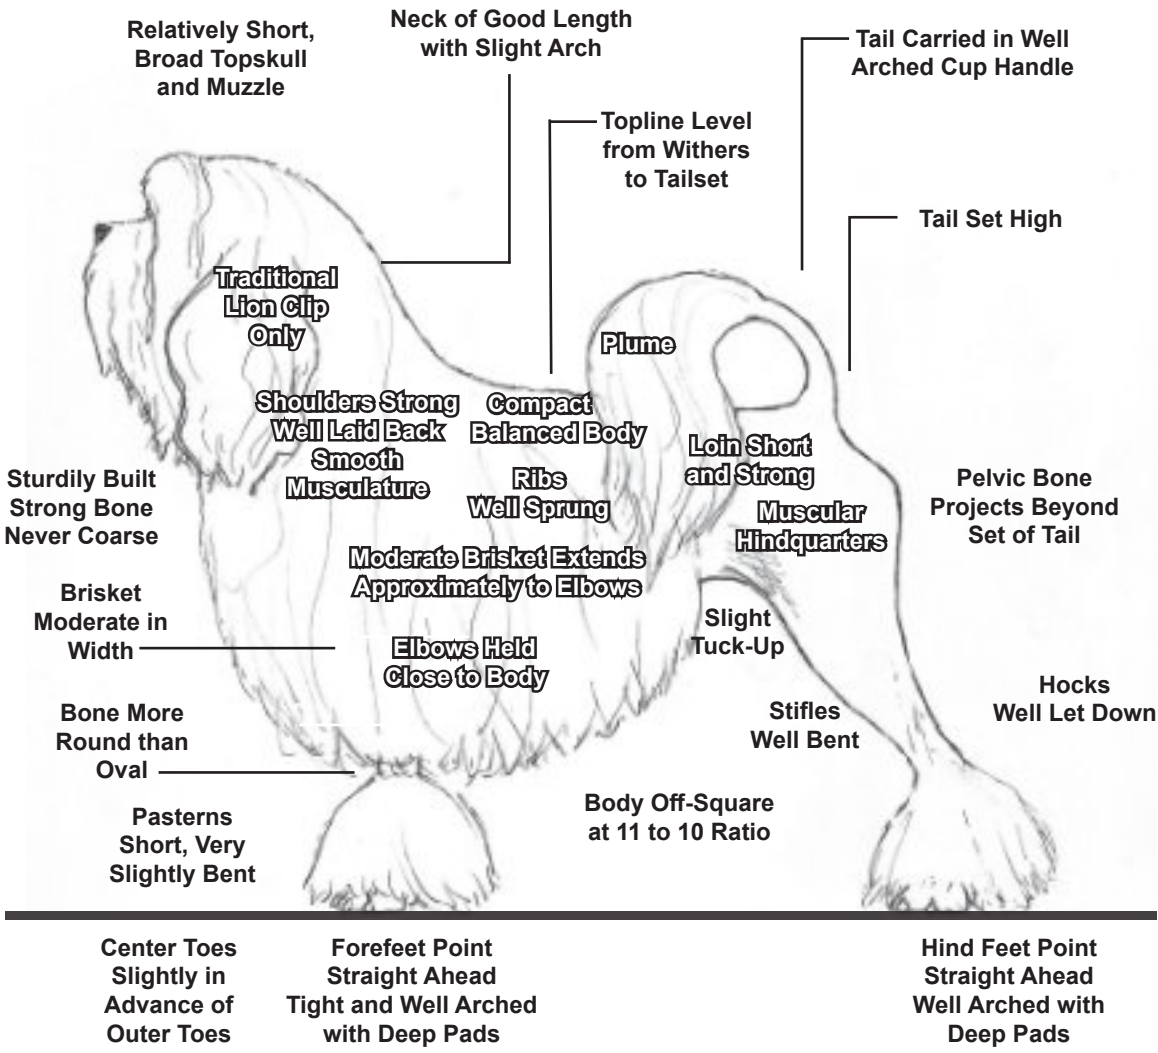 Relatively Short,
Broad Topskull
and Muzzle
Neck of Good Length
with Slight Arch
Tail Carried in Well
Arched Cup Handle
Topline Level
from Withers
to Tailset
Tail Set High
Traditional
Lion Clip
Only
Plume
Shoulders Strong
Well Laid Back
Smooth
Musculature
Compact
Balanced Body
Loin Short
and Strong
Ribs
Well Sprung
Muscular
Hindquarters
Sturdily Built
Strong Bone
Never Coarse
Pelvic Bone
Projects Beyond
Set of Tail
Moderate Brisket Extends
Approximately to Elbows
Brisket
Moderate in
Width
Slight
Tuck-Up
Elbows Held
Close to Body
Hocks
Well Let Down
Bone More
Round than
Oval
Stifles
Well Bent
Body Off-Square
at 11 to 10 Ratio
Pasterns
Short, Very
Slightly Bent
Center Toes
Slightly in
Advance of
Outer Toes
Forefeet Point
Straight Ahead
Tight and Well Arched
with Deep Pads
Hind Feet Point
Straight Ahead
Well Arched with
Deep Pads